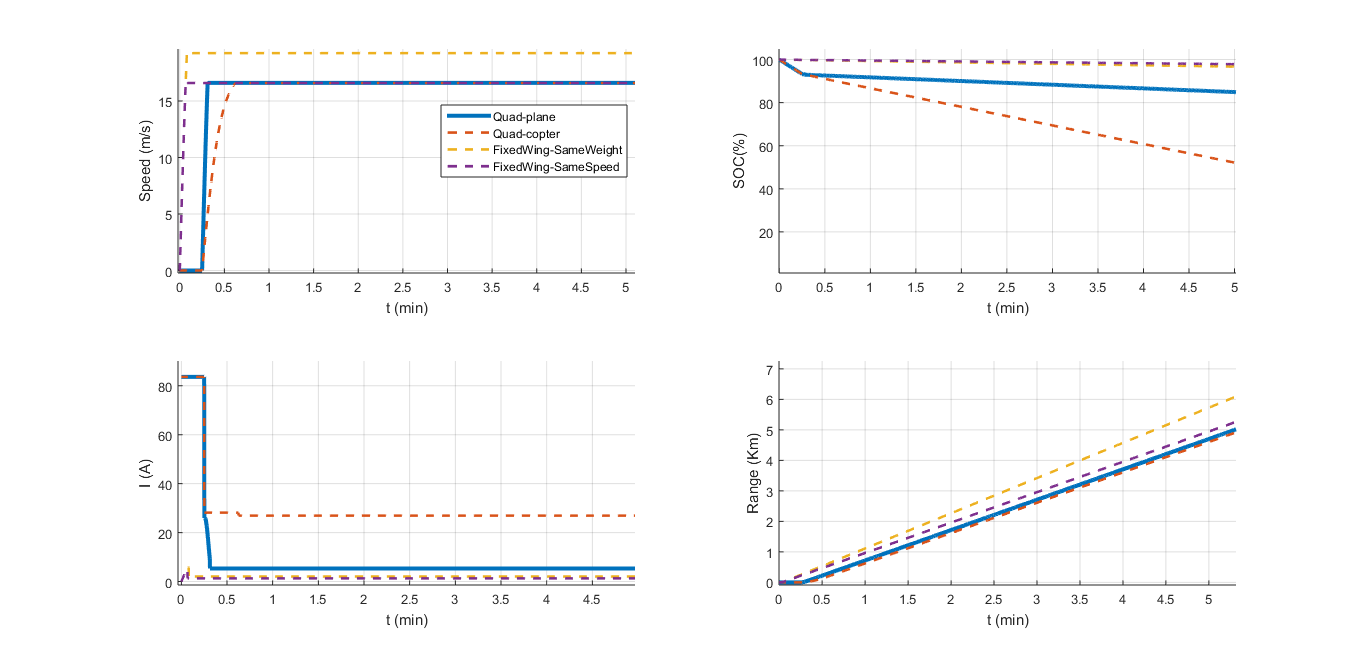 15
10
5
0
Speed (m/s)
Quad-plane
Quad-copter
FixedWing-SameWeight
FixedWing-SameSpeed
0 0.5 1 1.5 2 2.5 3 3.5 4 4.5 5
t (min)
100
80
60
40
20
SOC(%)
0 0.5 1 1.5 2 2.5 3 3.5 4 4.5 5
t (min)
80
60
40
20
0
I (A)
0 0.5 1 1.5 2 2.5 3 3.5 4 4.5
t (min)
7
6
5
4
3
2
1
0
Range (Km)
0 0.5 1 1.5 2 2.5 3 3.5 4 4.5 5
t (min)